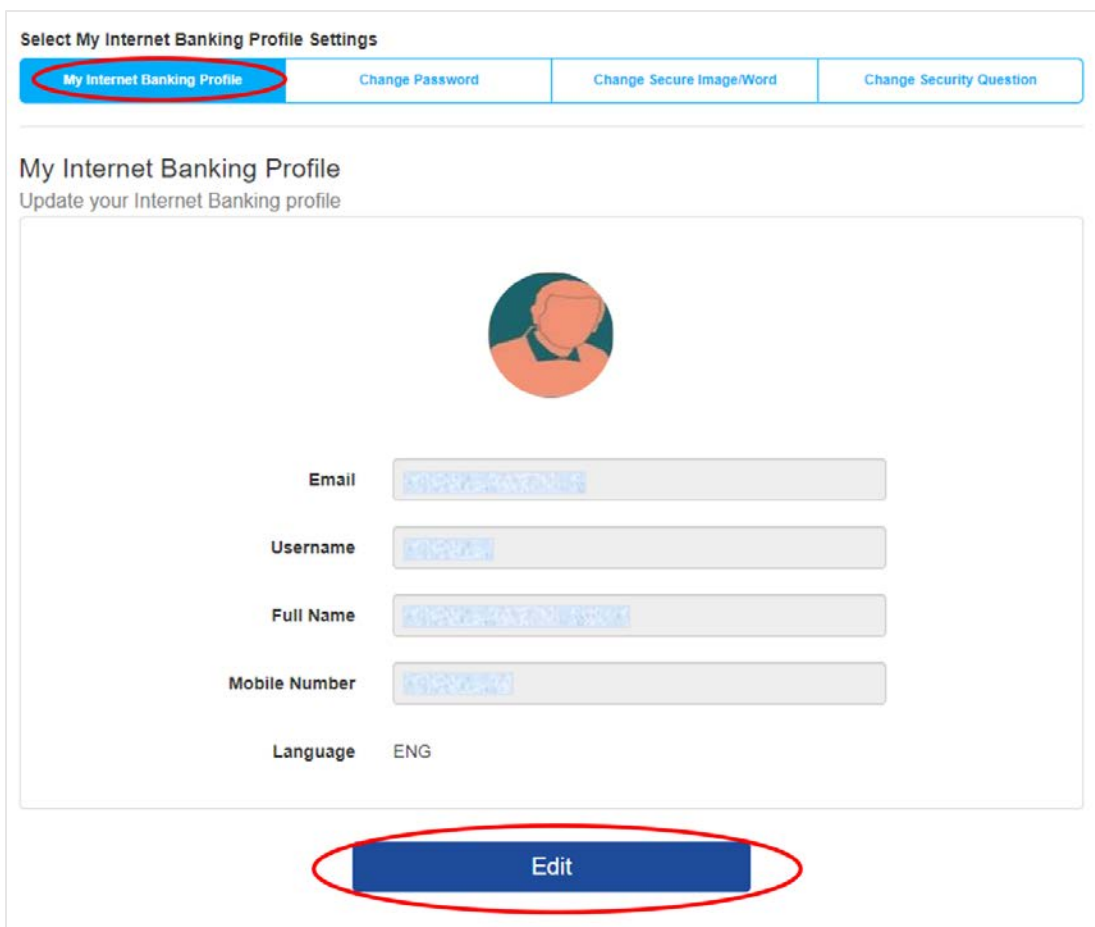 Select My Internet Banking Profile Settings
My Internet Banking Profile Change Password Change Secure Image/Word Change Security Question
My Internet Banking Profile
Update your Internet Banking profile
Email
Username
Full Name
Mobile Number
Language ENG
Edit